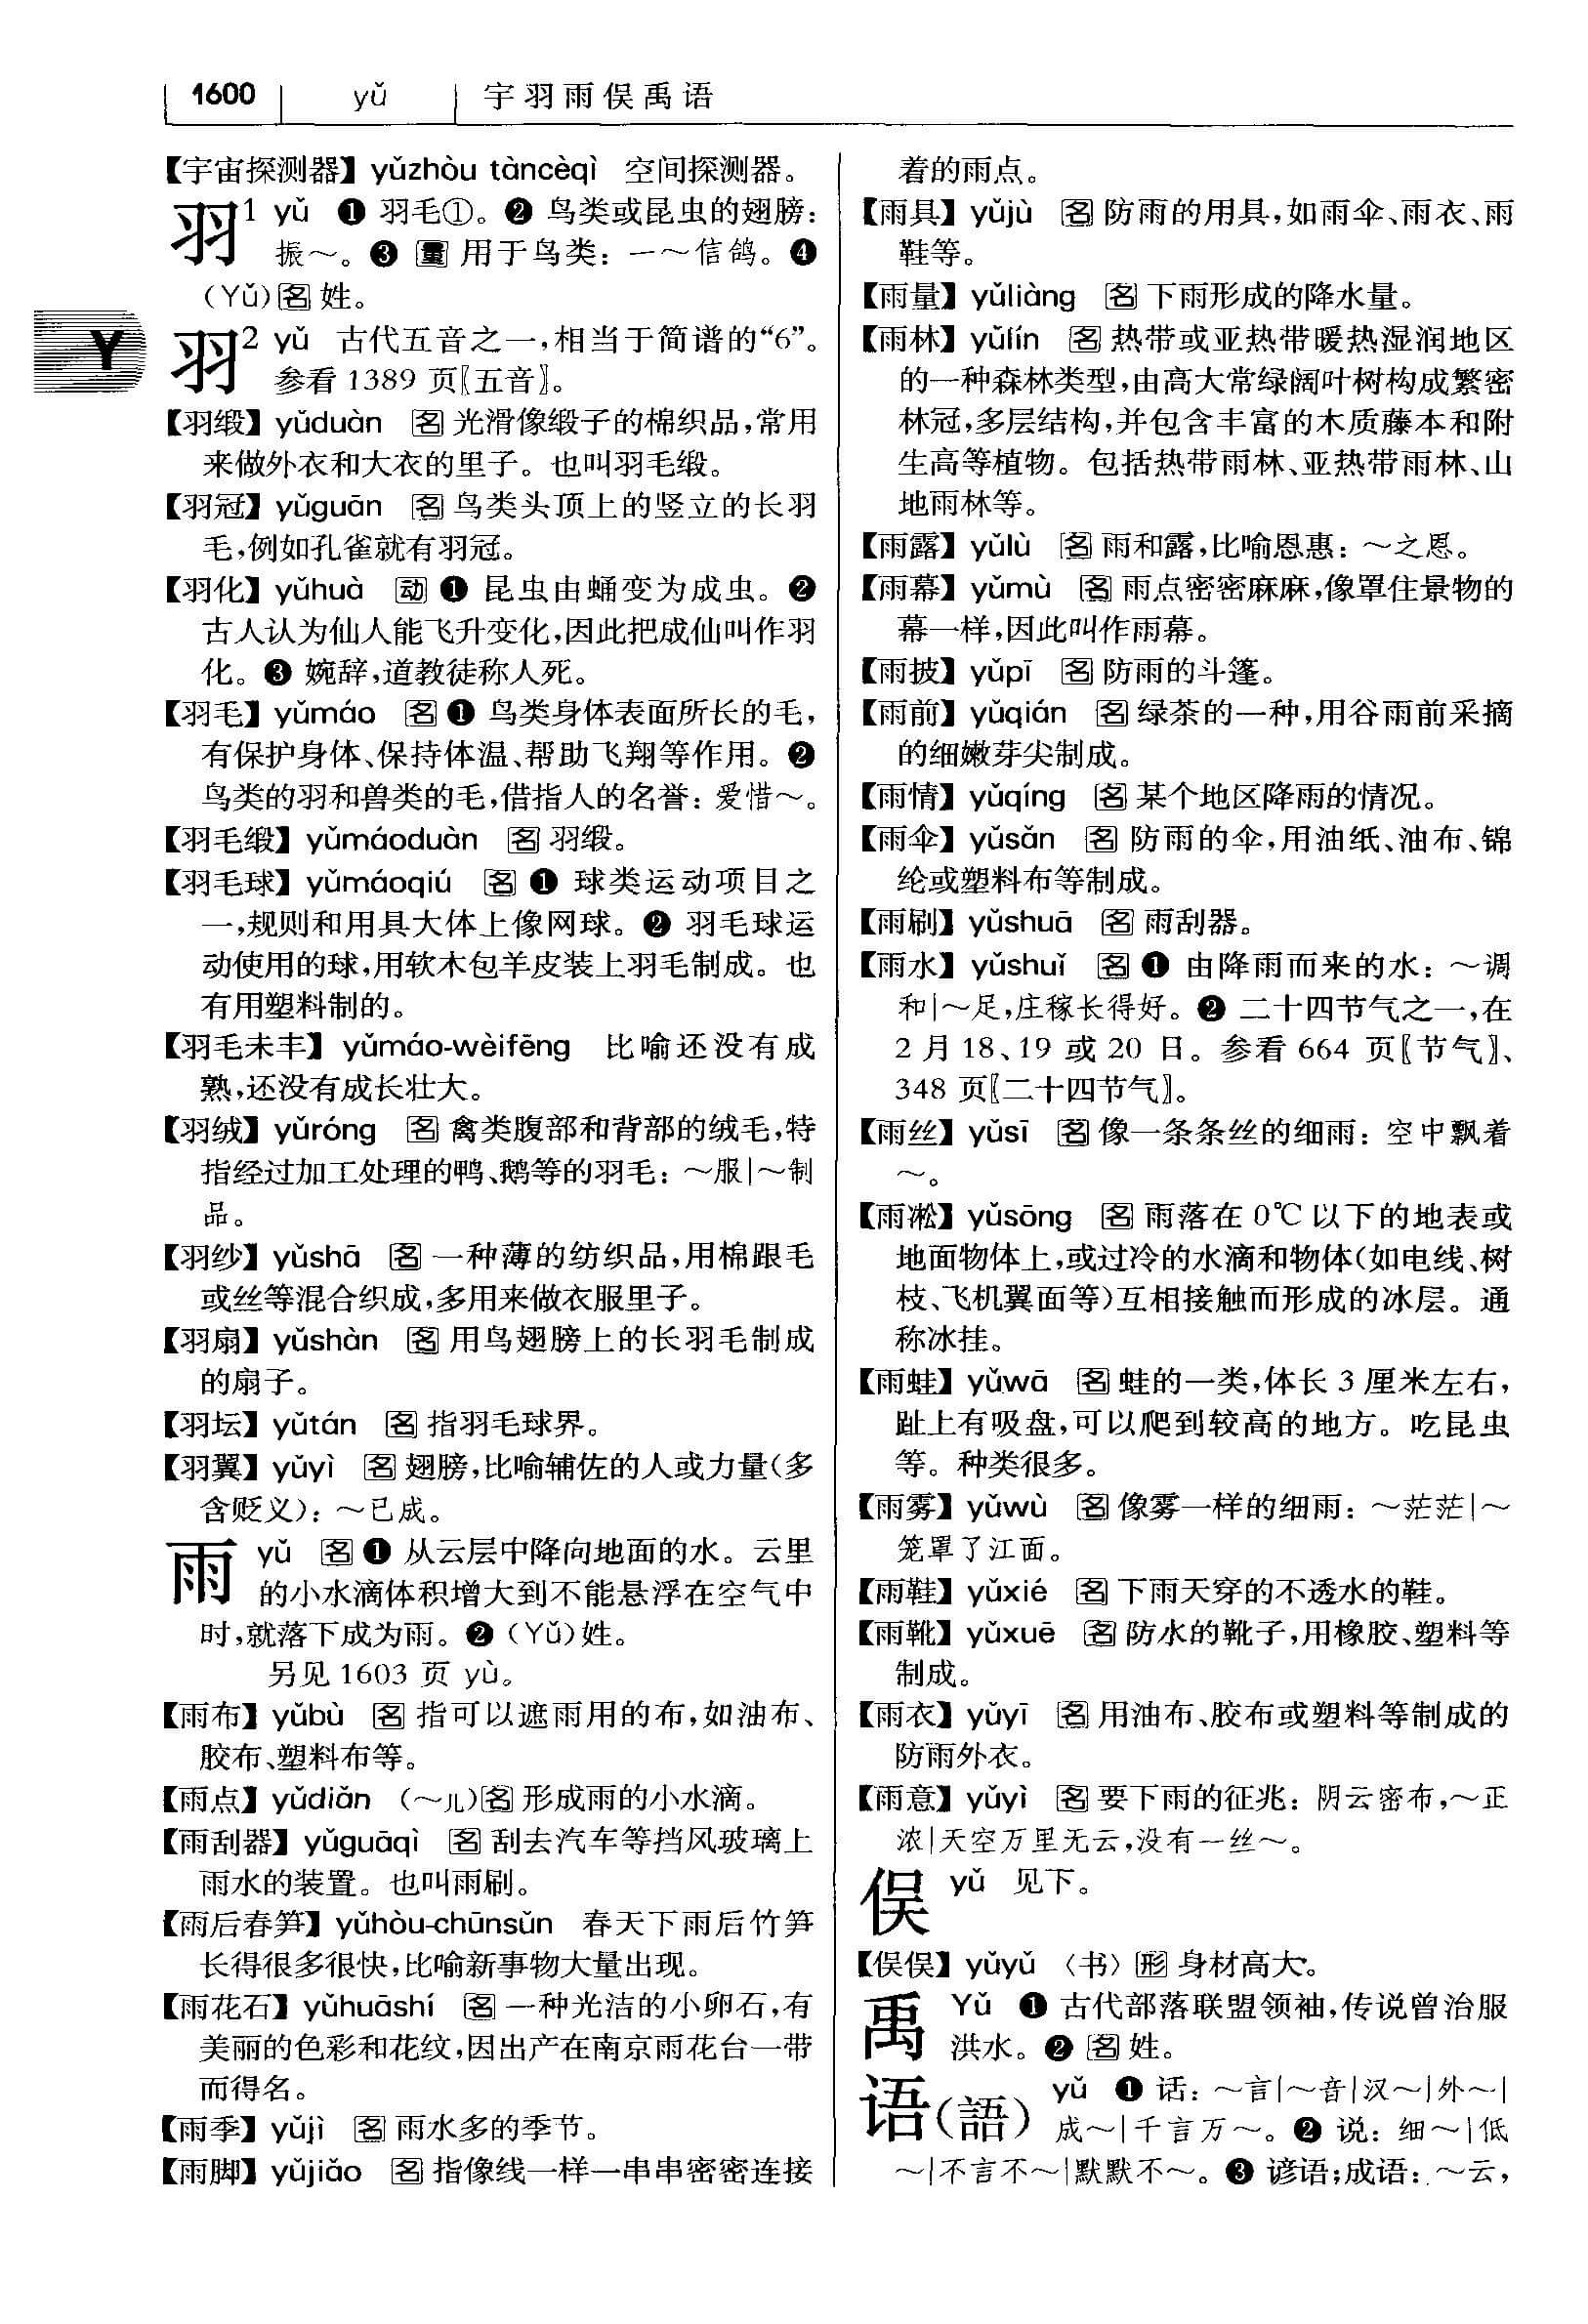 1600 yǔ 宇羽雨俣禹语
【宇宙探测器】yǔzhòu tàncèqì 空间探测器。
羽¹ yǔ ❶ 羽毛①。❷ 鸟类或昆虫的翅膀：
振～。❸ 量 用于鸟类：一～信鸽。❹
（Yǔ）名 姓。
Y
羽² yǔ 古代五音之一，相当于简谱的“6”。
参看 1389 页〖五音〗。
【羽缎】yǔduàn 名 光滑像缎子的棉织品，常用
来做外衣和大衣的里子。也叫羽毛缎。
【羽冠】yǔguān 名 鸟类头顶上的竖立的长羽
毛，例如孔雀就有羽冠。
【羽化】yǔhuà 动 ❶ 昆虫由蛹变为成虫。❷
古人认为仙人能飞升变化，因此把成仙叫作羽
化。❸ 婉辞，道教徒称人死。
【羽毛】yǔmáo 名 ❶ 鸟类身体表面所长的毛，
有保护身体、保持体温、帮助飞翔等作用。❷
鸟类的羽和兽类的毛，借指人的名誉：爱惜～。
【羽毛缎】yǔmáoduàn 名 羽缎。
【羽毛球】yǔmáoqiú 名 ❶ 球类运动项目之
一，规则和用具大体上像网球。❷ 羽毛球运
动使用的球，用软木包羊皮装上羽毛制成。也
有用塑料制的。
【羽毛未丰】yǔmáo-wèifēng 比喻还没有成
熟，还没有成长壮大。
【羽绒】yǔróng 名 禽类腹部和背部的绒毛，特
指经过加工处理的鸭、鹅等的羽毛：～服|～制
品。
【羽纱】yǔshā 名 一种薄的纺织品，用棉跟毛
或丝等混合织成，多用来做衣服里子。
【羽扇】yǔshàn 名 用鸟翅膀上的长羽毛制成
的扇子。
【羽坛】yǔtán 名 指羽毛球界。
【羽翼】yǔyì 名 翅膀，比喻辅佐的人或力量（多
含贬义）：～已成。
雨 yǔ 名 ❶ 从云层中降向地面的水。云里
的小水滴体积增大到不能悬浮在空气中
时，就落下成为雨。❷（Yǔ）姓。
另见 1603 页 yù。
【雨布】yǔbù 名 指可以遮雨用的布，如油布、
胶布、塑料布等。
【雨点】yǔdiǎn （～儿）名 形成雨的小水滴。
【雨刮器】yǔguāqì 名 刮去汽车等挡风玻璃上
雨水的装置。也叫雨刷。
【雨后春笋】yǔhòu-chūnsǔn 春天下雨后竹笋
长得很多很快，比喻新事物大量出现。
【雨花石】yǔhuāshí 名 一种光洁的小卵石，有
美丽的色彩和花纹，因出产在南京雨花台一带
而得名。
【雨季】yǔjì 名 雨水多的季节。
【雨脚】yǔjiǎo 名 指像线一样一串串密密连接
着的雨点。
【雨具】yǔjù 名 防雨的用具，如雨伞、雨衣、雨
鞋等。
【雨量】yǔliàng 名 下雨形成的降水量。
【雨林】yǔlín 名 热带或亚热带暖热湿润地区
的一种森林类型，由高大常绿阔叶树构成繁密
林冠，多层结构，并包含丰富的木质藤本和附
生高等植物。包括热带雨林、亚热带雨林、山
地雨林等。
【雨露】yǔlù 名 雨和露，比喻恩惠：～之恩。
【雨幕】yǔmù 名 雨点密密麻麻，像罩住景物的
幕一样，因此叫作雨幕。
【雨披】yǔpī 名 防雨的斗篷。
【雨前】yǔqián 名 绿茶的一种，用谷雨前采摘
的细嫩芽尖制成。
【雨情】yǔqíng 名 某个地区降雨的情况。
【雨伞】yǔsǎn 名 防雨的伞，用油纸、油布、锦
纶或塑料布等制成。
【雨刷】yǔshuā 名 雨刮器。
【雨水】yǔshuǐ 名 ❶ 由降雨而来的水：～调
和|～足，庄稼长得好。❷ 二十四节气之一，在
2 月 18、19 或 20 日。参看 664 页〖节气〗、
348 页〖二十四节气〗。
【雨丝】yǔsī 名 像一条条丝的细雨：空中飘着
～。
【雨凇】yǔsōng 名 雨落在 0℃ 以下的地表或
地面物体上，或过冷的水滴和物体（如电线、树
枝、飞机翼面等）互相接触而形成的冰层。通
称冰挂。
【雨蛙】yǔwā 名 蛙的一类，体长 3 厘米左右，
趾上有吸盘，可以爬到较高的地方。吃昆虫
等。种类很多。
【雨雾】yǔwù 名 像雾一样的细雨：～茫茫|～
笼罩了江面。
【雨鞋】yǔxié 名 下雨天穿的不透水的鞋。
【雨靴】yǔxuē 名 防水的靴子，用橡胶、塑料等
制成。
【雨衣】yǔyī 名 用油布、胶布或塑料等制成的
防雨外衣。
【雨意】yǔyì 名 要下雨的征兆：阴云密布，～正
浓|天空万里无云，没有一丝～。
俣 yǔ 见下。
【俣俣】yǔyǔ 〈书〉形 身材高大。
禹 Yǔ ❶ 古代部落联盟领袖，传说曾治服
洪水。❷ 名 姓。
语（語） yǔ ❶ 话：～言|～音|汉～|外～|
成～|千言万～。❷ 说：细～|低
～|不言不～|默默不～。❸ 谚语；成语：～云，